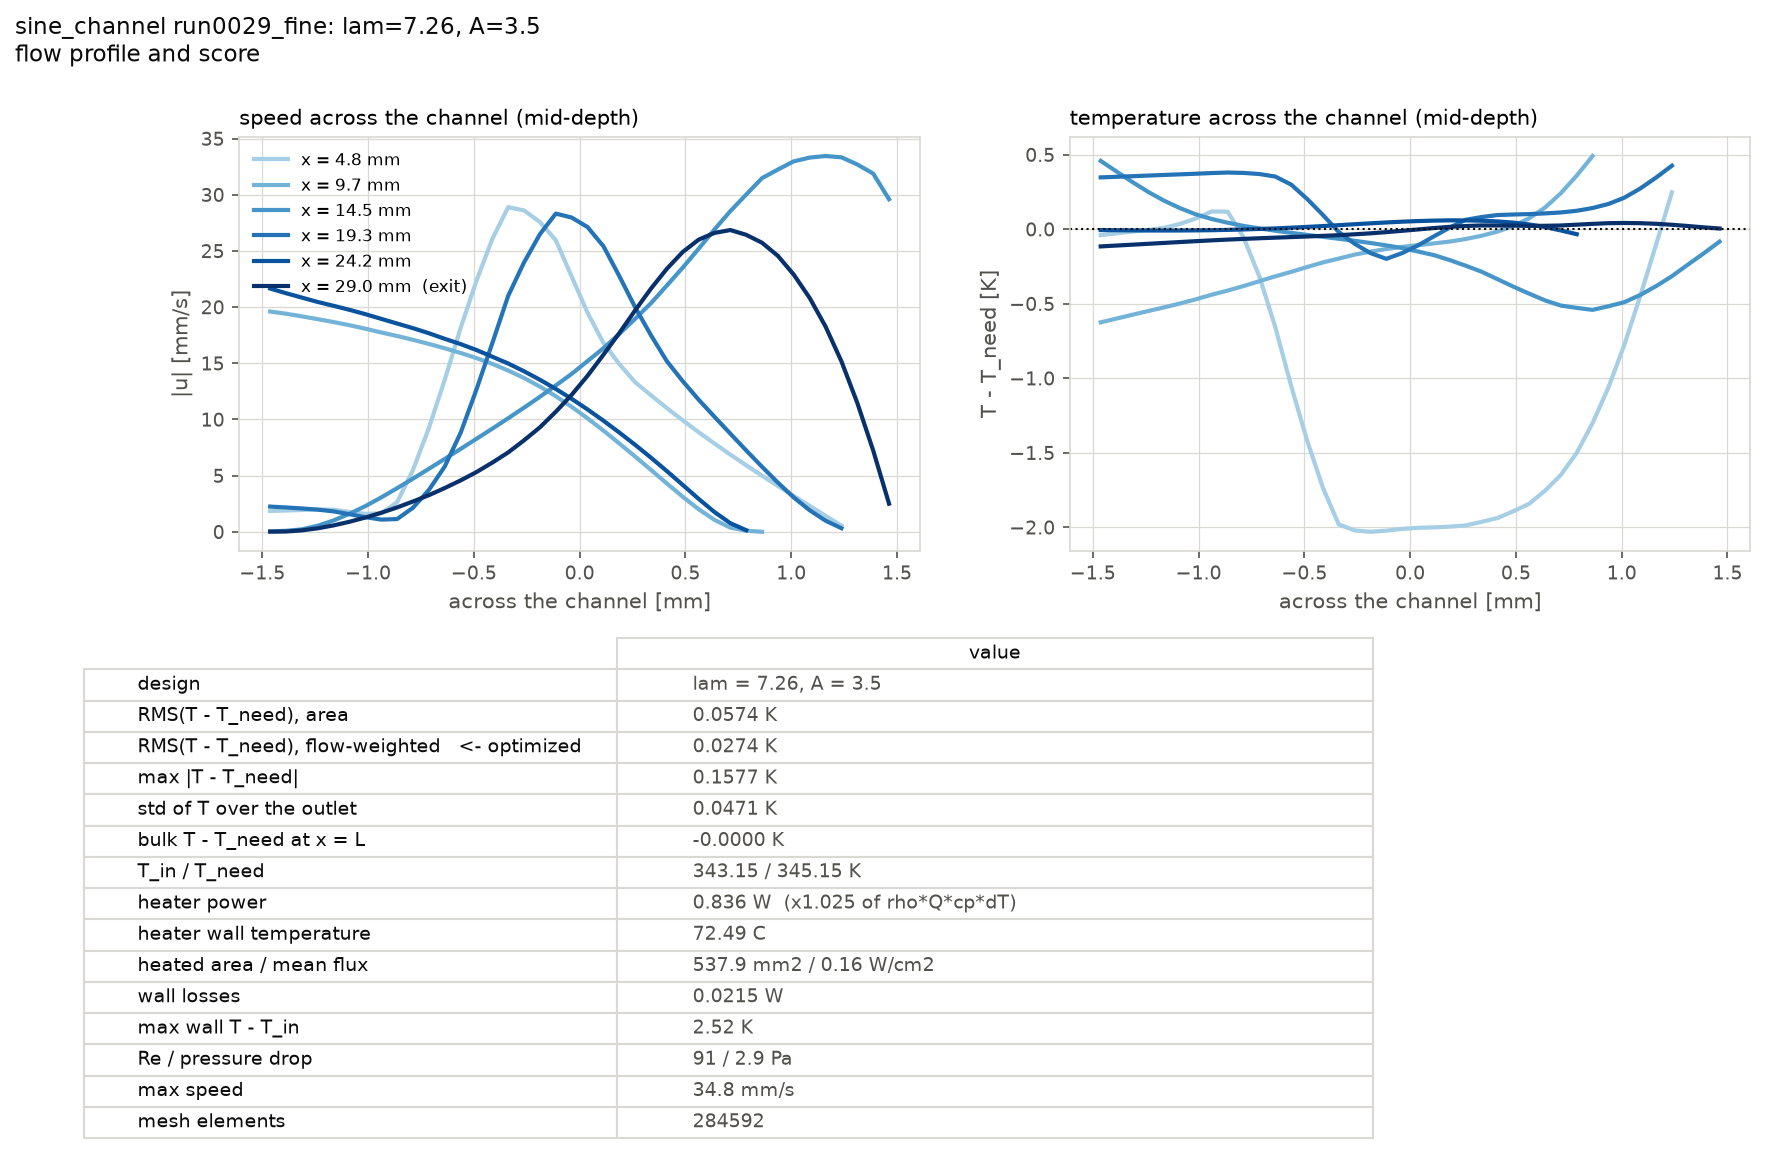 sine_channel run0029_fine: lam=7.26, A=3.5
flow profile and score
speed across the channel (mid-depth)
35
30
25
20
15
10
5
0
|u| [mm/s]
x = 4.8 mm
x = 9.7 mm
x = 14.5 mm
x = 19.3 mm
x = 24.2 mm
x = 29.0 mm  (exit)
−1.5 −1.0 −0.5 0.0 0.5 1.0 1.5
across the channel [mm]
temperature across the channel (mid-depth)
0.5
0.0
−0.5
−1.0
−1.5
−2.0
T - T_need [K]
−1.5 −1.0 −0.5 0.0 0.5 1.0 1.5
across the channel [mm]
value
design lam = 7.26, A = 3.5
RMS(T - T_need), area 0.0574 K
RMS(T - T_need), flow-weighted   <- optimized 0.0274 K
max |T - T_need| 0.1577 K
std of T over the outlet 0.0471 K
bulk T - T_need at x = L -0.0000 K
T_in / T_need 343.15 / 345.15 K
heater power 0.836 W  (x1.025 of rho*Q*cp*dT)
heater wall temperature 72.49 C
heated area / mean flux 537.9 mm2 / 0.16 W/cm2
wall losses 0.0215 W
max wall T - T_in 2.52 K
Re / pressure drop 91 / 2.9 Pa
max speed 34.8 mm/s
mesh elements 284592